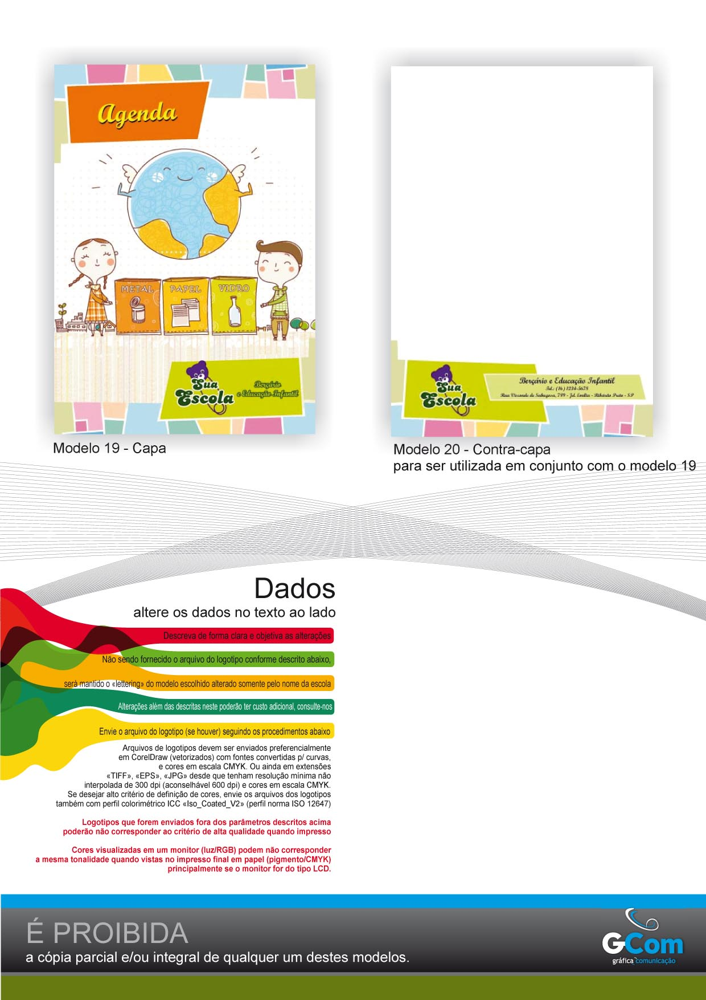 Agenda
METAL
PAPEL
VIDRO
Sua
Escola
Berçário
e Educação Infantil
Modelo 19 - Capa
Sua
Escola
Berçário e Educação Infantil
Tel.: (16) 1234-5678
Rua Visconde de Sabugosa, 789 - Jd. Emília - Ribeirão Preto - SP
Modelo 20 - Contra-capa
para ser utilizada em conjunto com o modelo 19
Dados
altere os dados no texto ao lado
Descreva de forma clara e objetiva as alterações
Não sendo fornecido o arquivo do logotipo conforme descrito abaixo,
será mantido o «lettering» do modelo escolhido alterado somente pelo nome da escola
Alterações além das descritas neste poderão ter custo adicional, consulte-nos
Envie o arquivo do logotipo (se houver) seguindo os procedimentos abaixo
Arquivos de logotipos devem ser enviados preferencialmente
em CorelDraw (vetorizados) com fontes convertidas p/ curvas,
e cores em escala CMYK. Ou ainda em extensões
«TIFF», «EPS», «JPG» desde que tenham resolução mínima não
interpolada de 300 dpi (aconselhável 600 dpi) e cores em escala CMYK.
Se desejar alto critério de definição de cores, envie os arquivos dos logotipos
também com perfil colorimétrico ICC «Iso_Coated_V2» (perfil norma ISO 12647)
Logotipos que forem enviados fora dos parâmetros descritos acima
poderão não corresponder ao critério de alta qualidade quando impresso
Cores visualizadas em um monitor (luz/RGB) podem não corresponder
a mesma tonalidade quando vistas no impresso final em papel (pigmento/CMYK)
principalmente se o monitor for do tipo LCD.
É PROIBIDA
a cópia parcial e/ou integral de qualquer um destes modelos.
GCom
gráfica comunicação